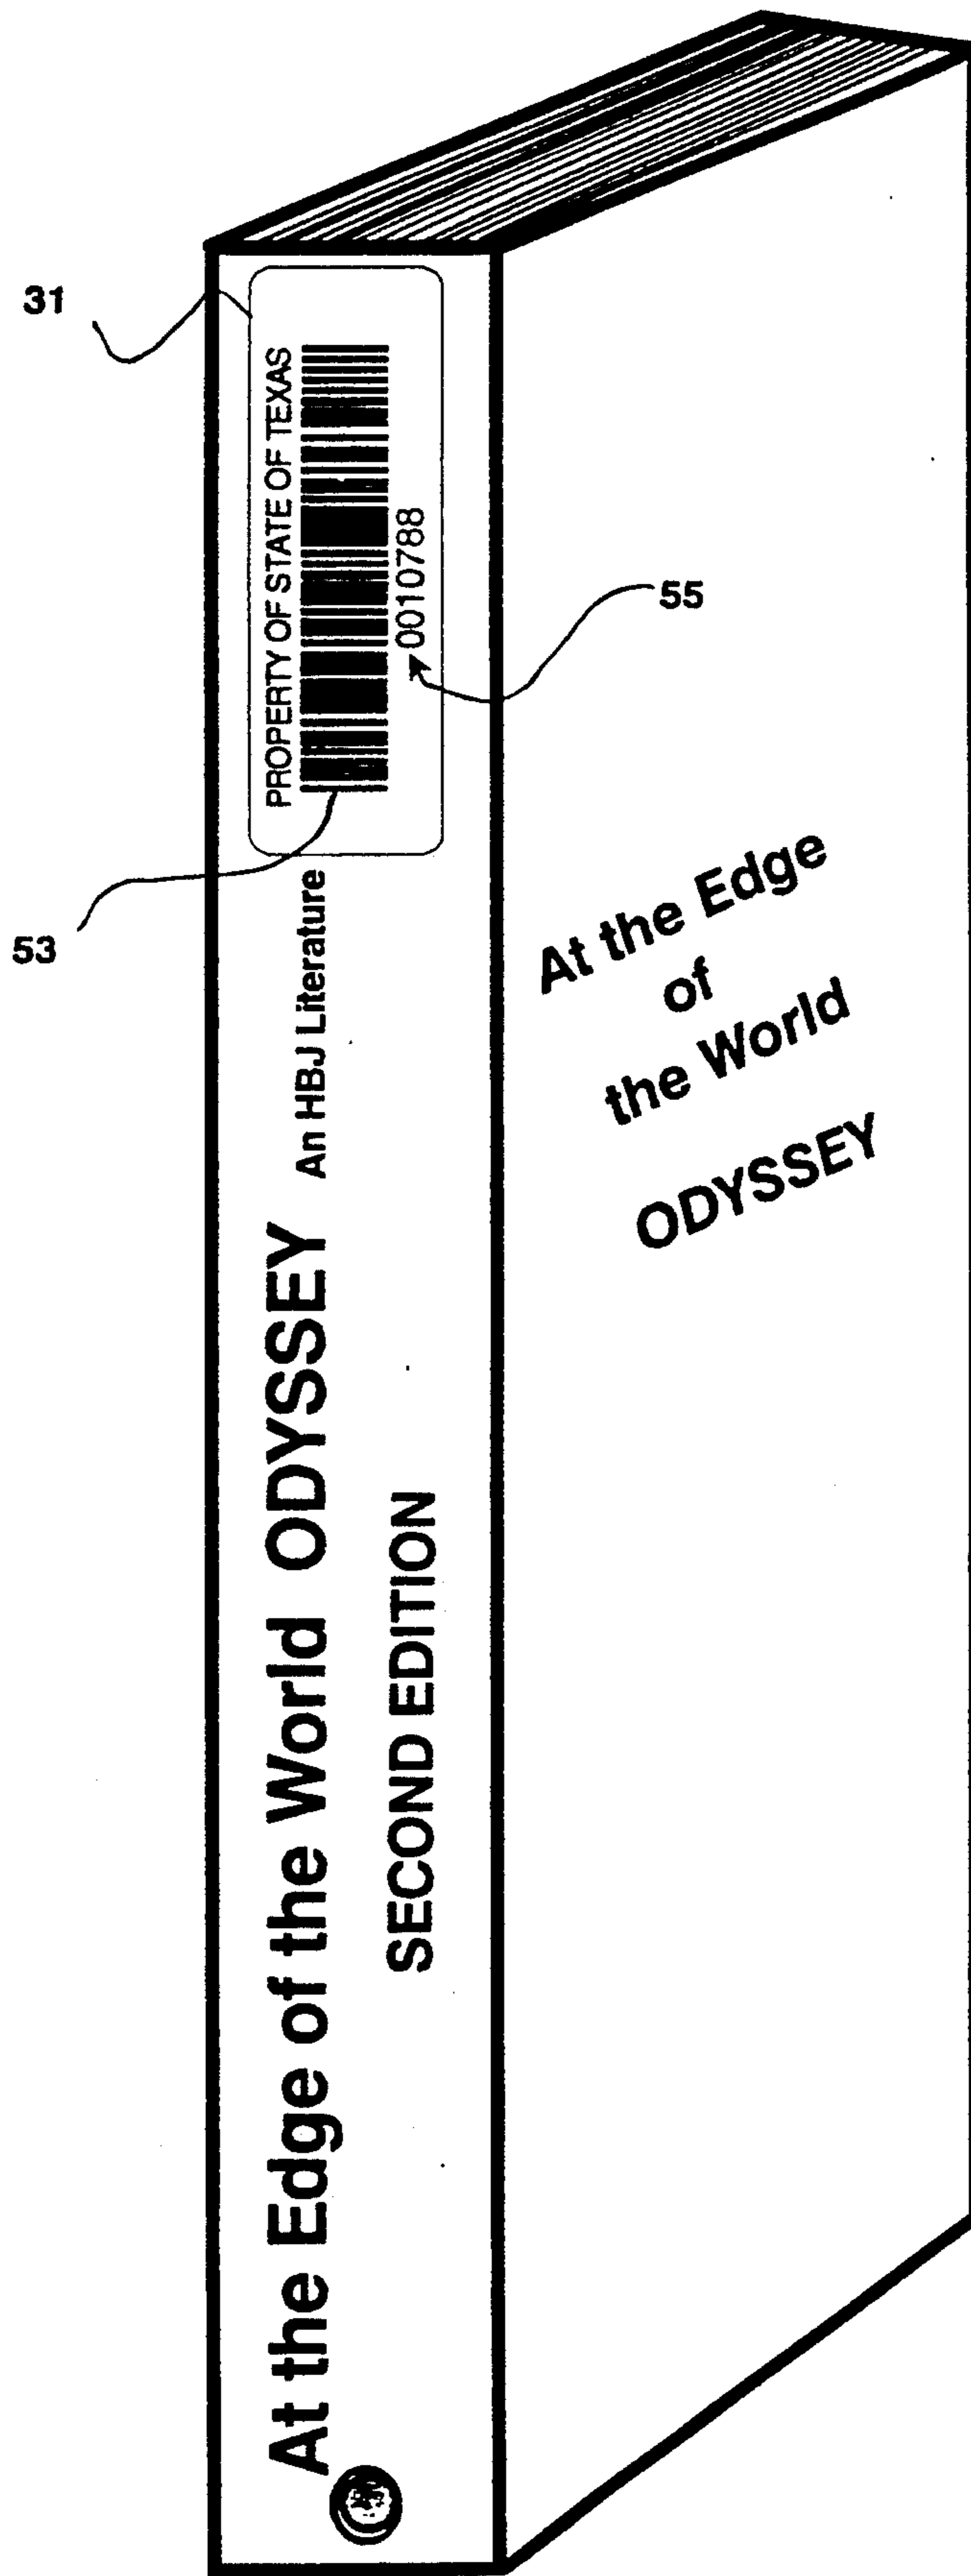 31
PROPERTY OF STATE OF TEXAS
0010788
55
53
At the Edge of the World ODYSSEY An HBJ Literature
SECOND EDITION
At the Edge
of
the World
ODYSSEY